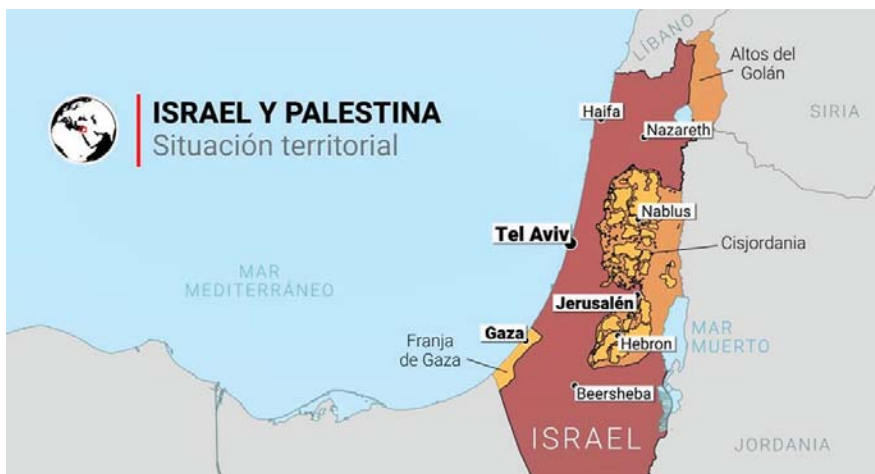 ISRAEL Y PALESTINA
Situación territorial
LÍBANO
Altos del
Golán
SIRIA
Haifa
Nazareth
Nablus
Tel Aviv
Cisjordania
MAR
MEDITERRÁNEO
Jerusalén
Gaza
Franja
de Gaza
Hebron
MAR
MUERTO
Beersheba
ISRAEL
JORDANIA